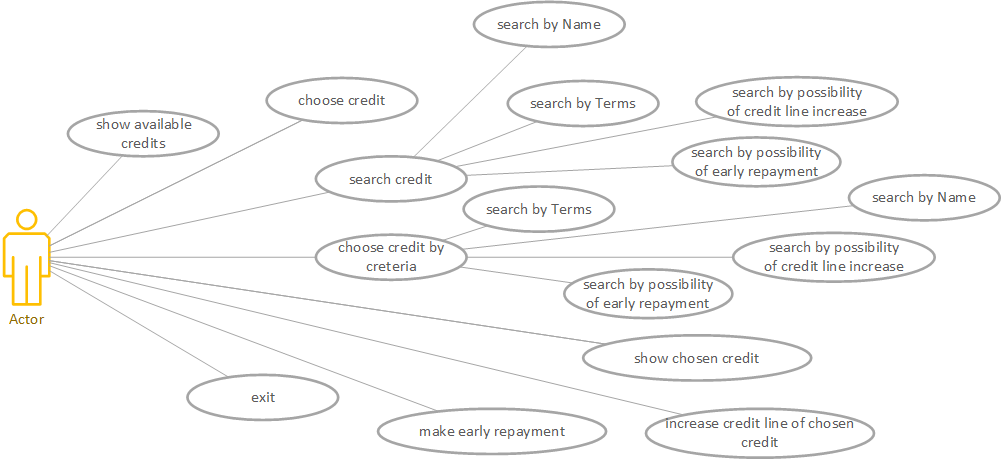 search by Name
choose credit
search by Terms
search by possibility
of credit line increase
show available
credits
search by possibility
of early repayment
search credit
search by Name
search by Terms
choose credit by
creteria
search by possibility
of credit line increase
search by possibility
of early repayment
Actor
show chosen credit
exit
increase credit line of chosen
credit
make early repayment